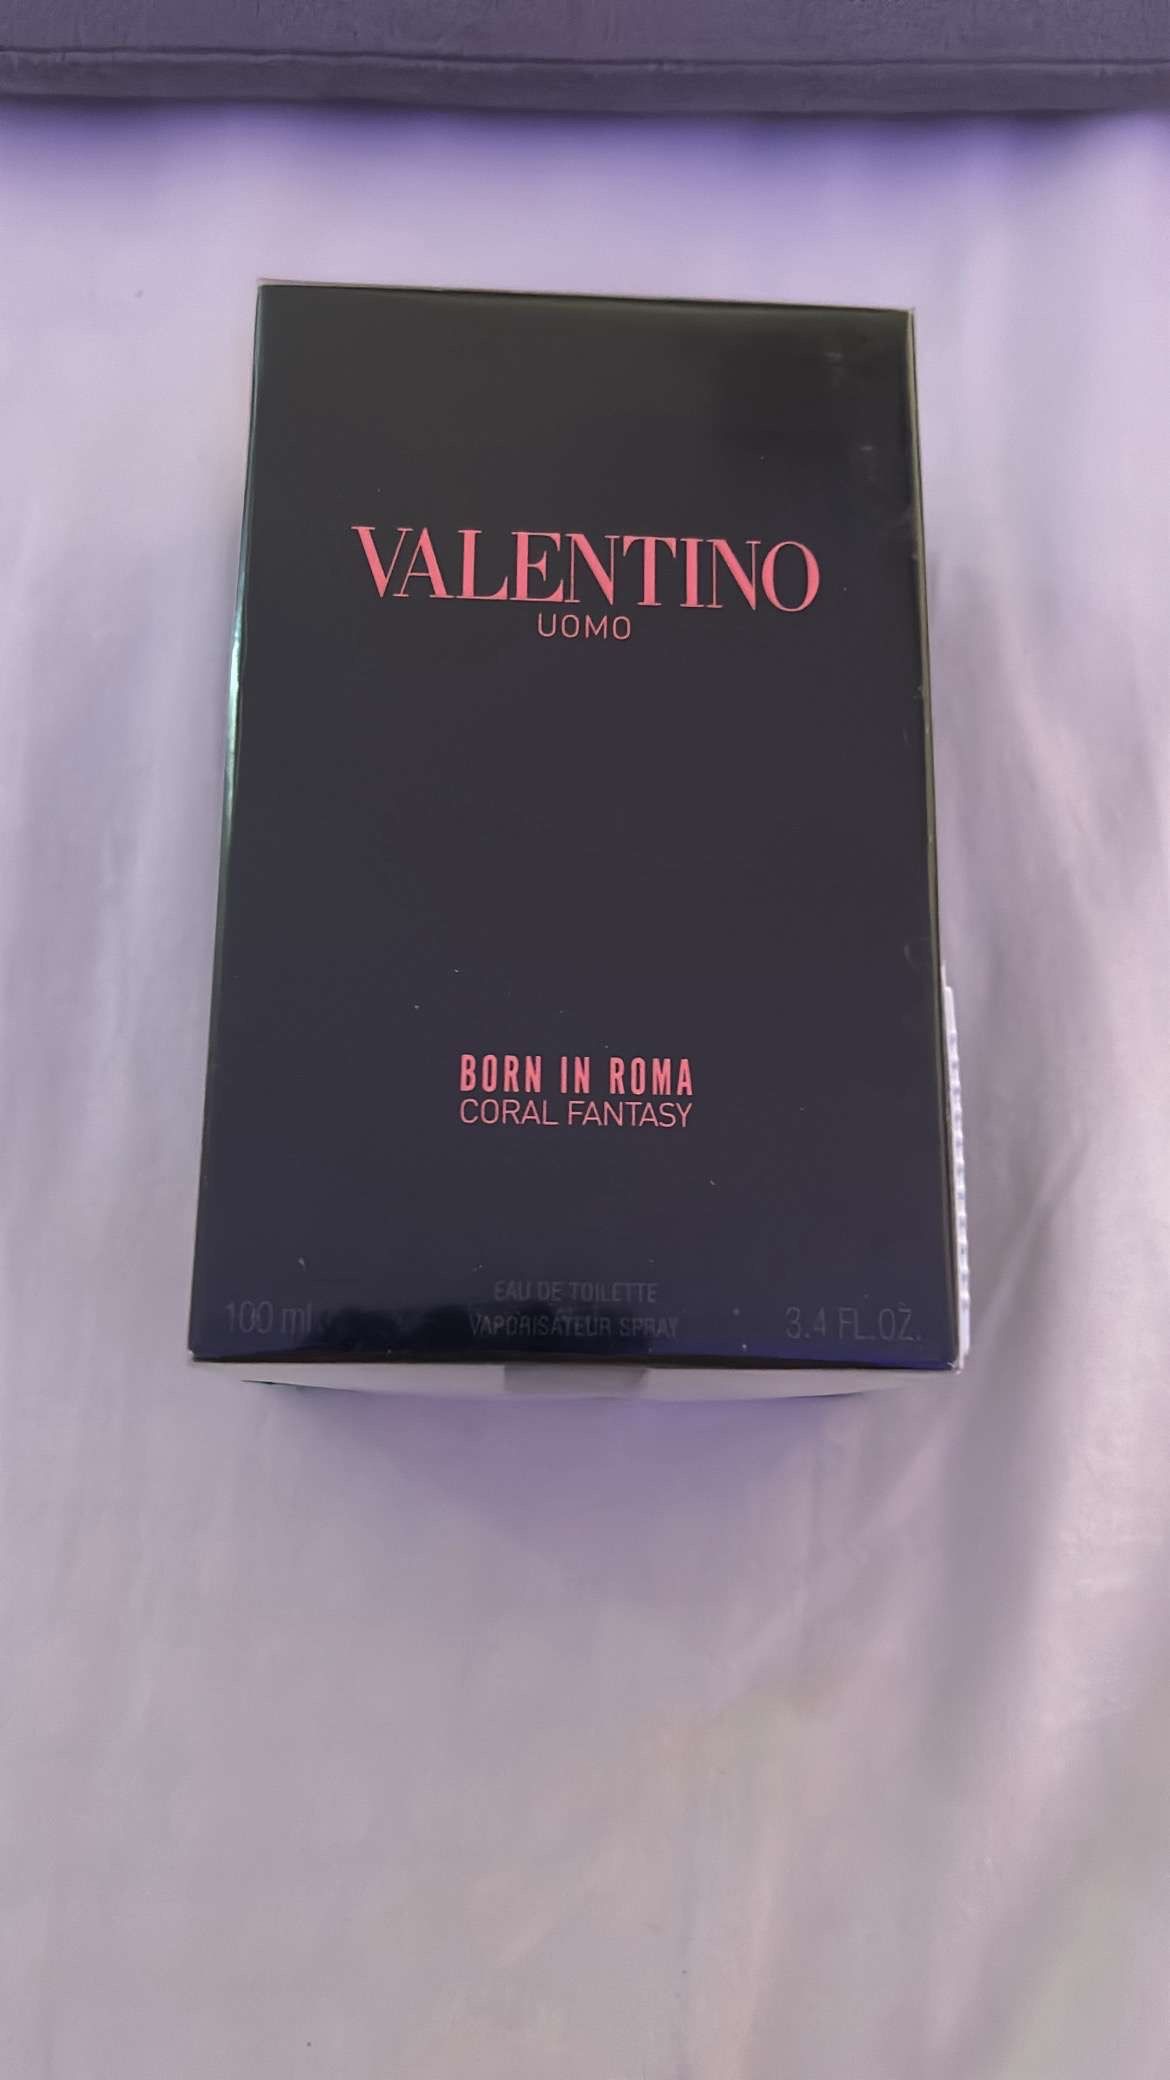 VALENTINO
UOMO
BORN IN ROMA
CORAL FANTASY
EAU DE TOILETTE
100 ml VAPORISATEUR SPRAY 3.4 FL.OZ.